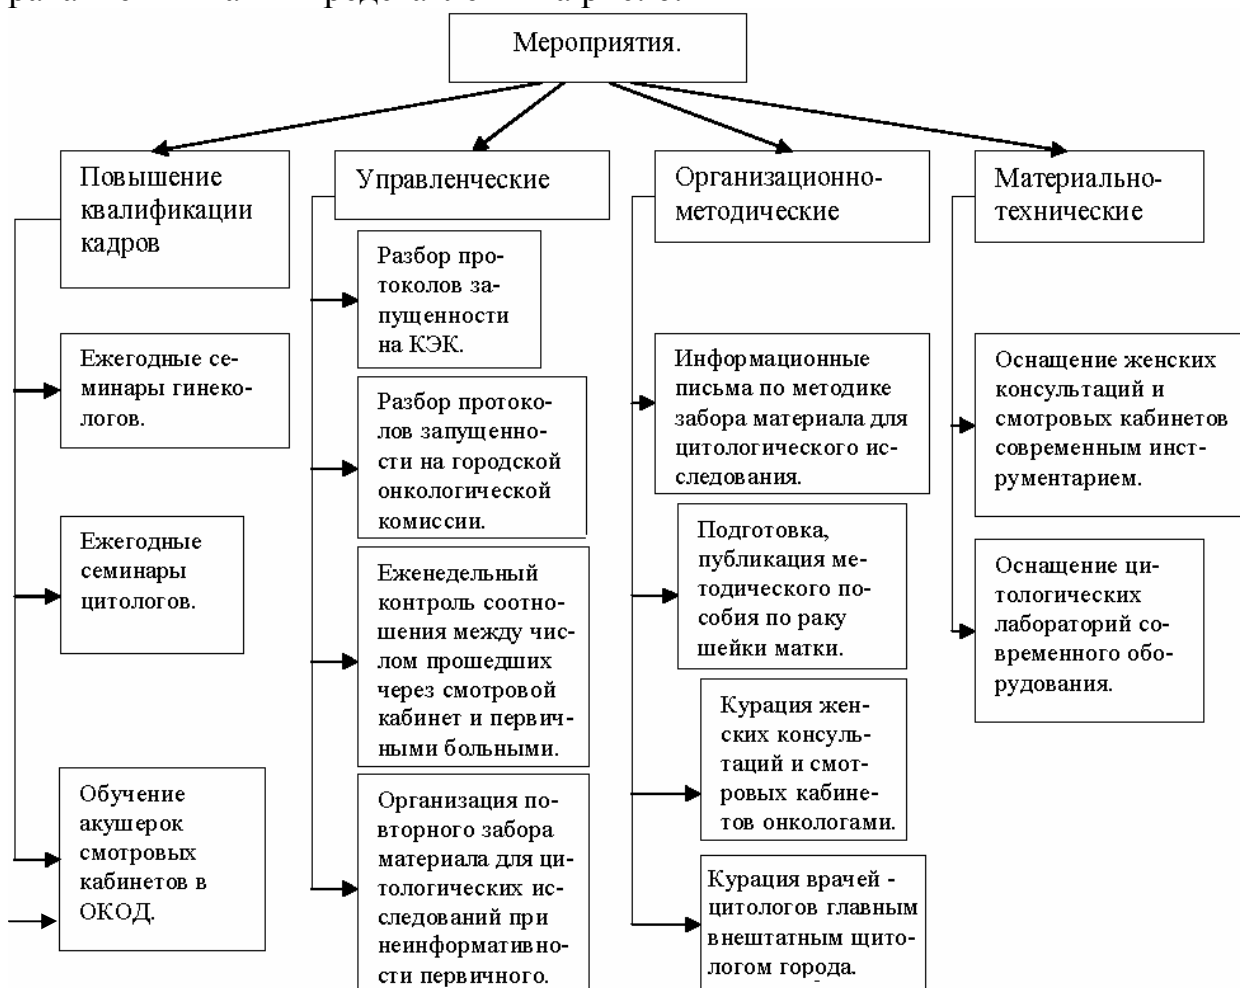 Мероприятия.
Повышение
квалификации
кадров
Ежегодные се-
минары гинеко-
логов.
Ежегодные
семинары
цитологов.
Обучение
акушерок
смотровых
кабинетов в
ОКОД.
Управленческие
Разбор про-
токолов за-
пущенности
на КЭК.
Разбор протоко-
лов запущенно-
сти на городской
онкологической
комиссии.
Еженедельный
контроль соотно-
шения между чис-
лом прошедших
через смотровой
кабинет и первич-
ными больными.
Организация по-
вторного забора
материала для ци-
тологических ис-
следований при
неинформативно-
сти первичного.
Организационно-
методические
Информационные
письма по методике
забора материала для
цитологического ис-
следования.
Подготовка,
публикация ме-
тодического по-
собия по раку
шейки матки.
Курация жен-
ских консуль-
таций и смот-
ровых кабине-
тов онкологами.
Курация врачей -
цитологов главным
внештатным щито-
логом города.
Материально-
технические
Оснащение женских
консультаций и
смотровых кабинетов
современным инст-
рументарием.
Оснащение ци-
тологических
лабораторий со-
временного обо-
рудования.